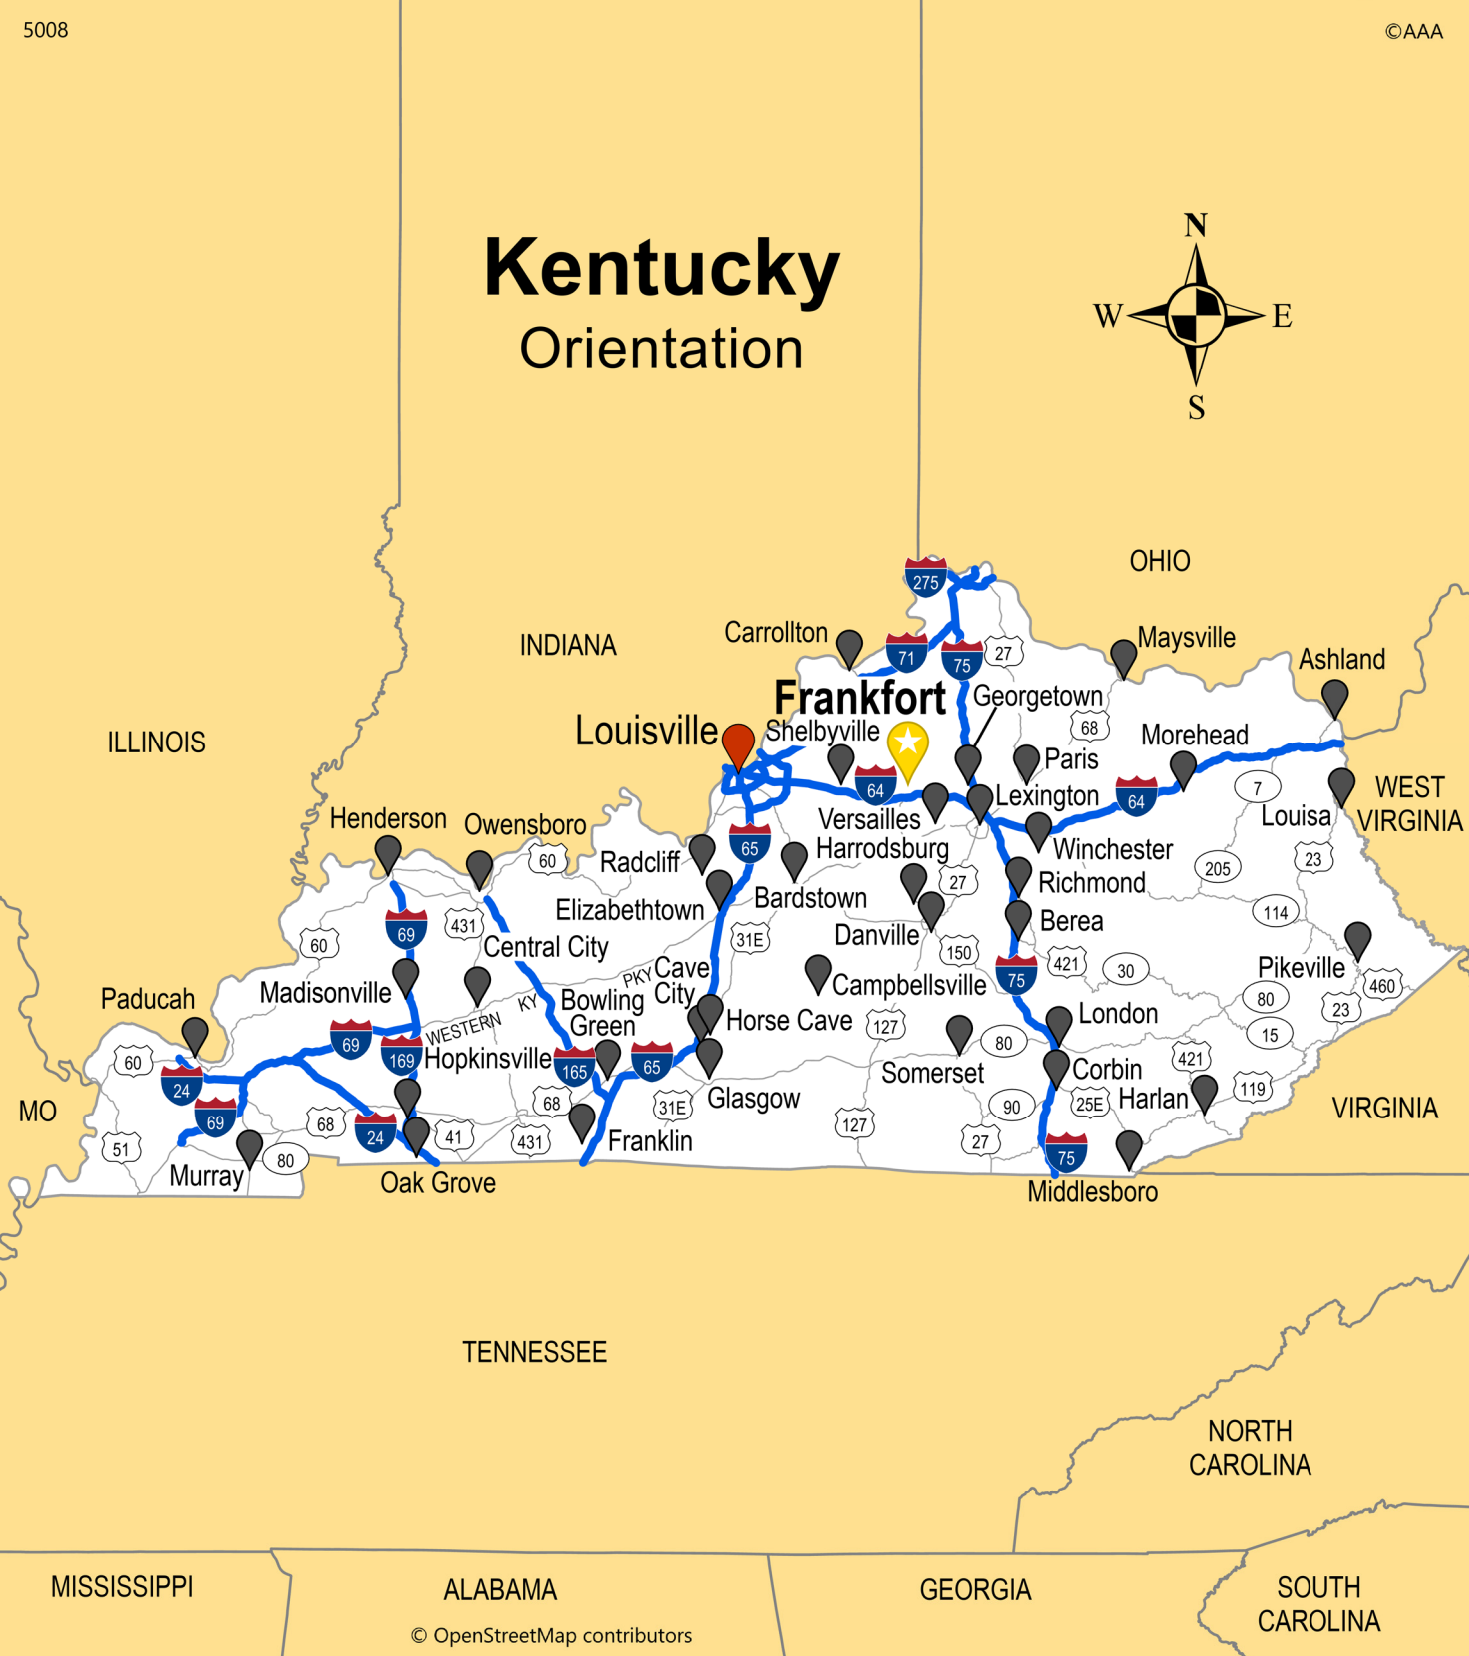 5008
©AAA
Kentucky
Orientation
N
W
E
S
OHIO
INDIANA
ILLINOIS
275
Carrollton
71
75
27
Maysville
Ashland
Frankfort
Georgetown
Louisville
Shelbyville
68
Morehead
Paris
64
Lexington
64
7
WEST
VIRGINIA
Louisa
Versailles
Henderson
Owensboro
60
Radcliff
65
Harrodsburg
Winchester
23
205
27
Richmond
Bardstown
Elizabethtown
114
69
431
Berea
60
Central City
31E
Danville
150
421
30
Pikeville
75
460
PKY
Cave
City
Campbellsville
Madisonville
KY
Bowling
Green
80
23
Paducah
WESTERN
Horse Cave
127
London
80
15
69
169
Hopkinsville
165
65
60
24
Somerset
Corbin
421
119
Glasgow
68
31E
90
25E
Harlan
MO
69
68
24
41
431
127
27
VIRGINIA
51
Franklin
75
Murray
80
Oak Grove
Middlesboro
TENNESSEE
NORTH
CAROLINA
MISSISSIPPI
ALABAMA
GEORGIA
SOUTH
CAROLINA
© OpenStreetMap contributors